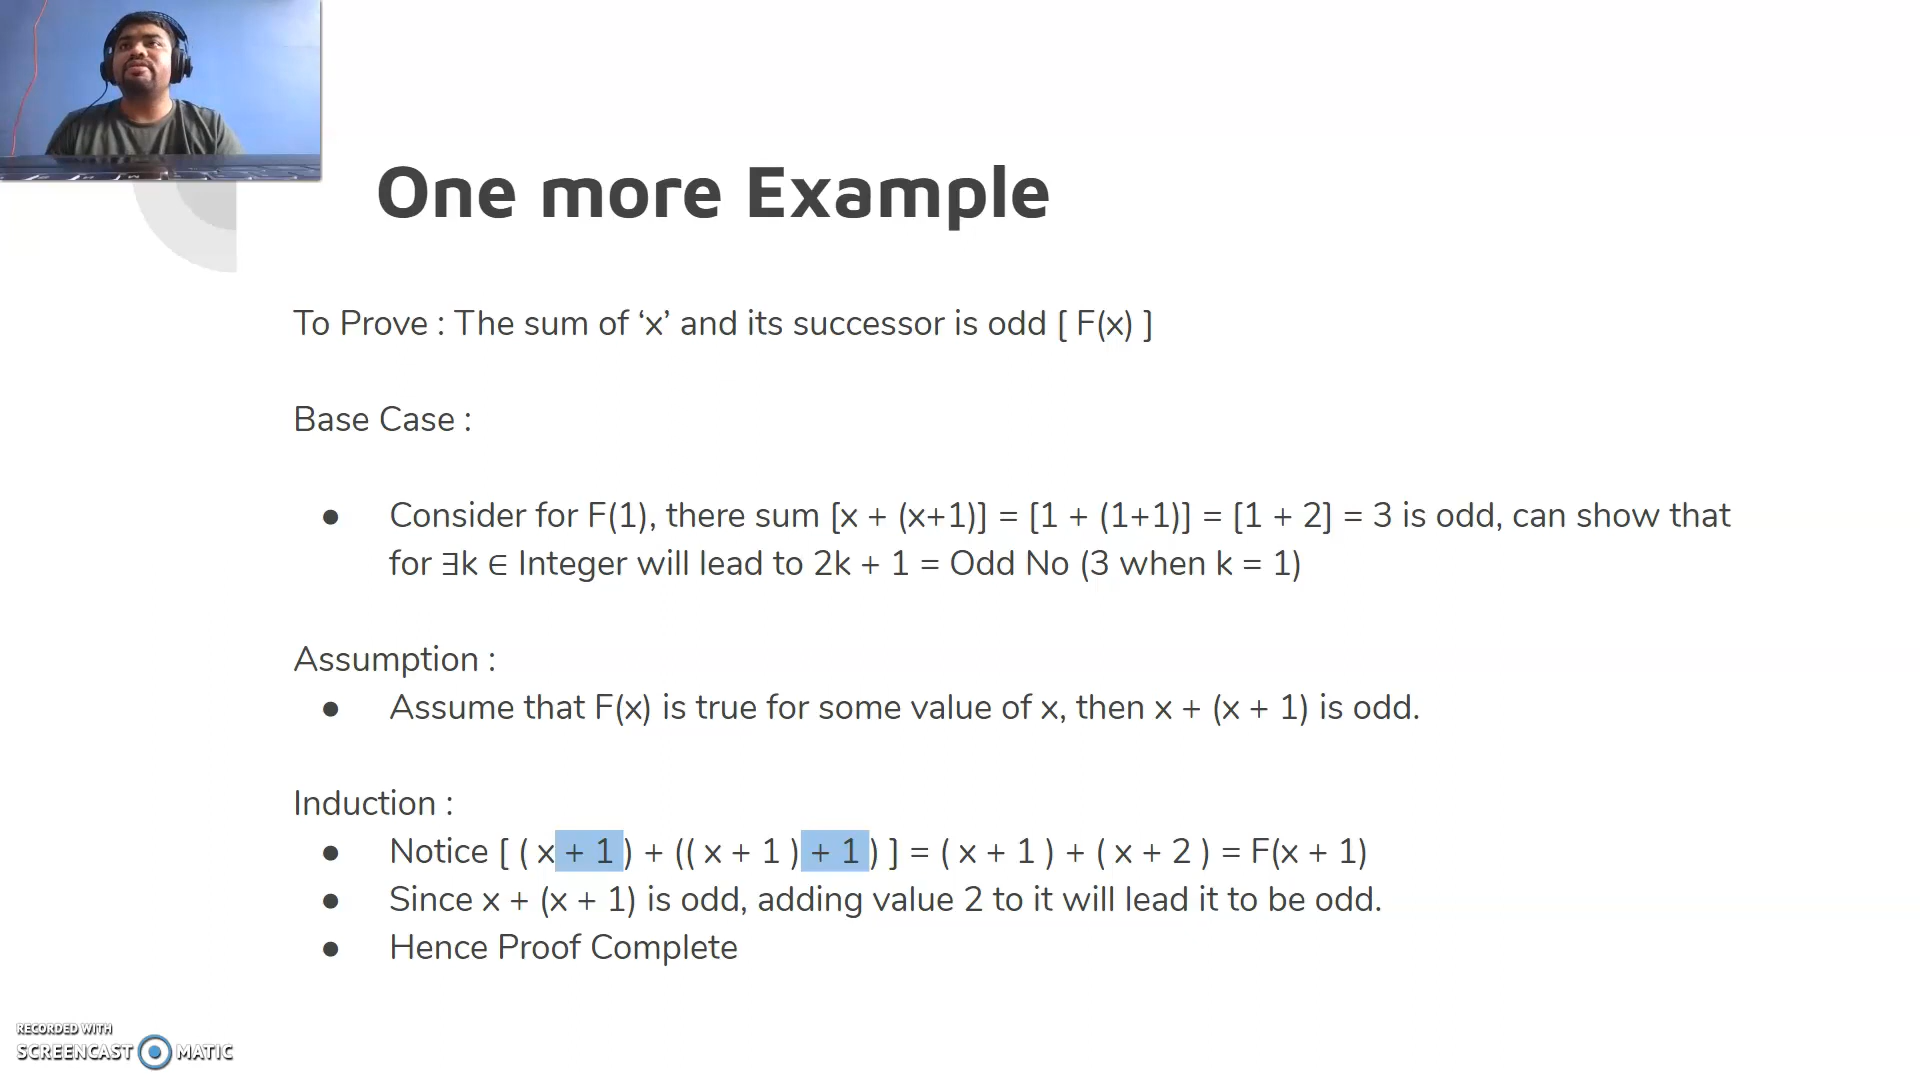 One more Example
To Prove : The sum of ‘x’ and its successor is odd [ F(x) ]
Base Case :
● Consider for F(1), there sum [x + (x+1)] = [1 + (1+1)] = [1 + 2] = 3 is odd, can show that
for ∃k ∈ Integer will lead to 2k + 1 = Odd No (3 when k = 1)
Assumption :
● Assume that F(x) is true for some value of x, then x + (x + 1) is odd.
Induction :
● Notice [ ( x + 1 ) + (( x + 1 ) + 1 ) ] = ( x + 1 ) + ( x + 2 ) = F(x + 1)
● Since x + (x + 1) is odd, adding value 2 to it will lead it to be odd.
● Hence Proof Complete
RECORDED WITH
SCREENCAST MATIC